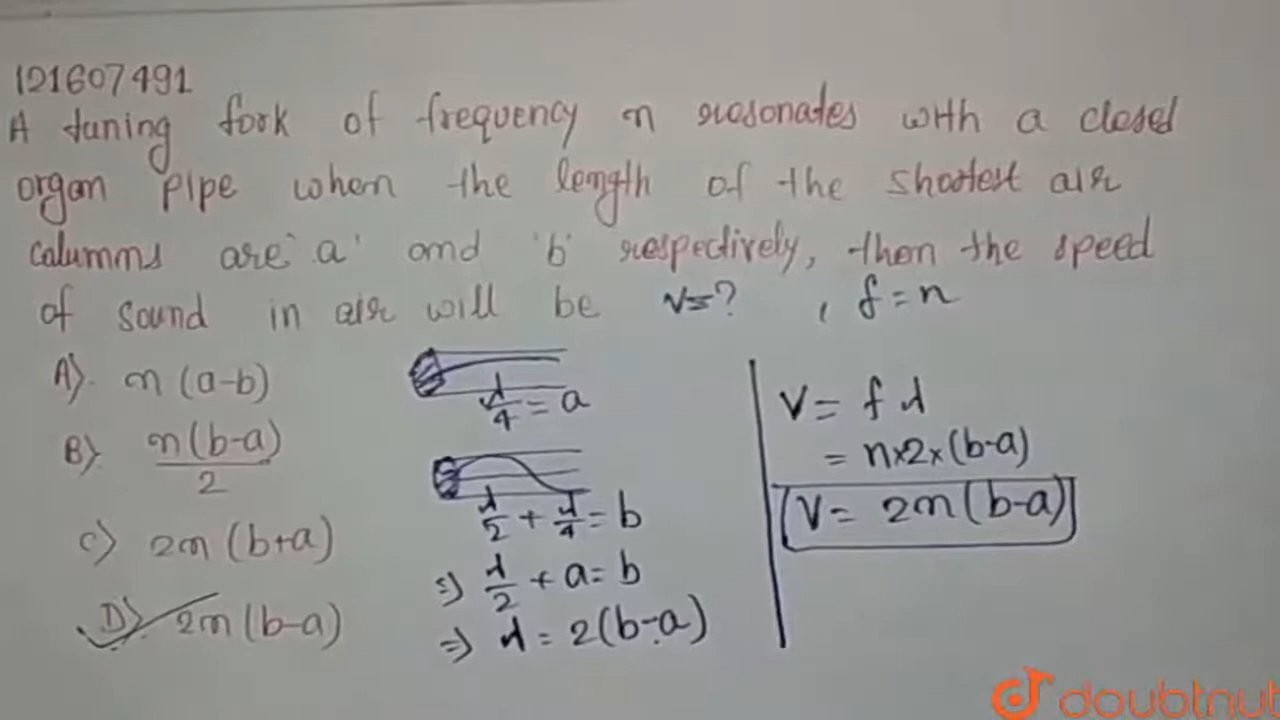 121607491
A tuning fork of frequency n resonates with a closed
organ pipe when the length of the shortest air
calumns are 'a' and 'b' respectively, then the speed
of sound in air will be v=? , f=n
A). n(a-b)
B). n(b-a)/2
C) 2n(b+a)
D). 2n(b-a)
λ/4 = a
λ/2 + λ/4 = b
=> λ/2 + a = b
=> λ = 2(b-a)
V = fλ
= n×2×(b-a)
V = 2n(b-a)
doubtnut